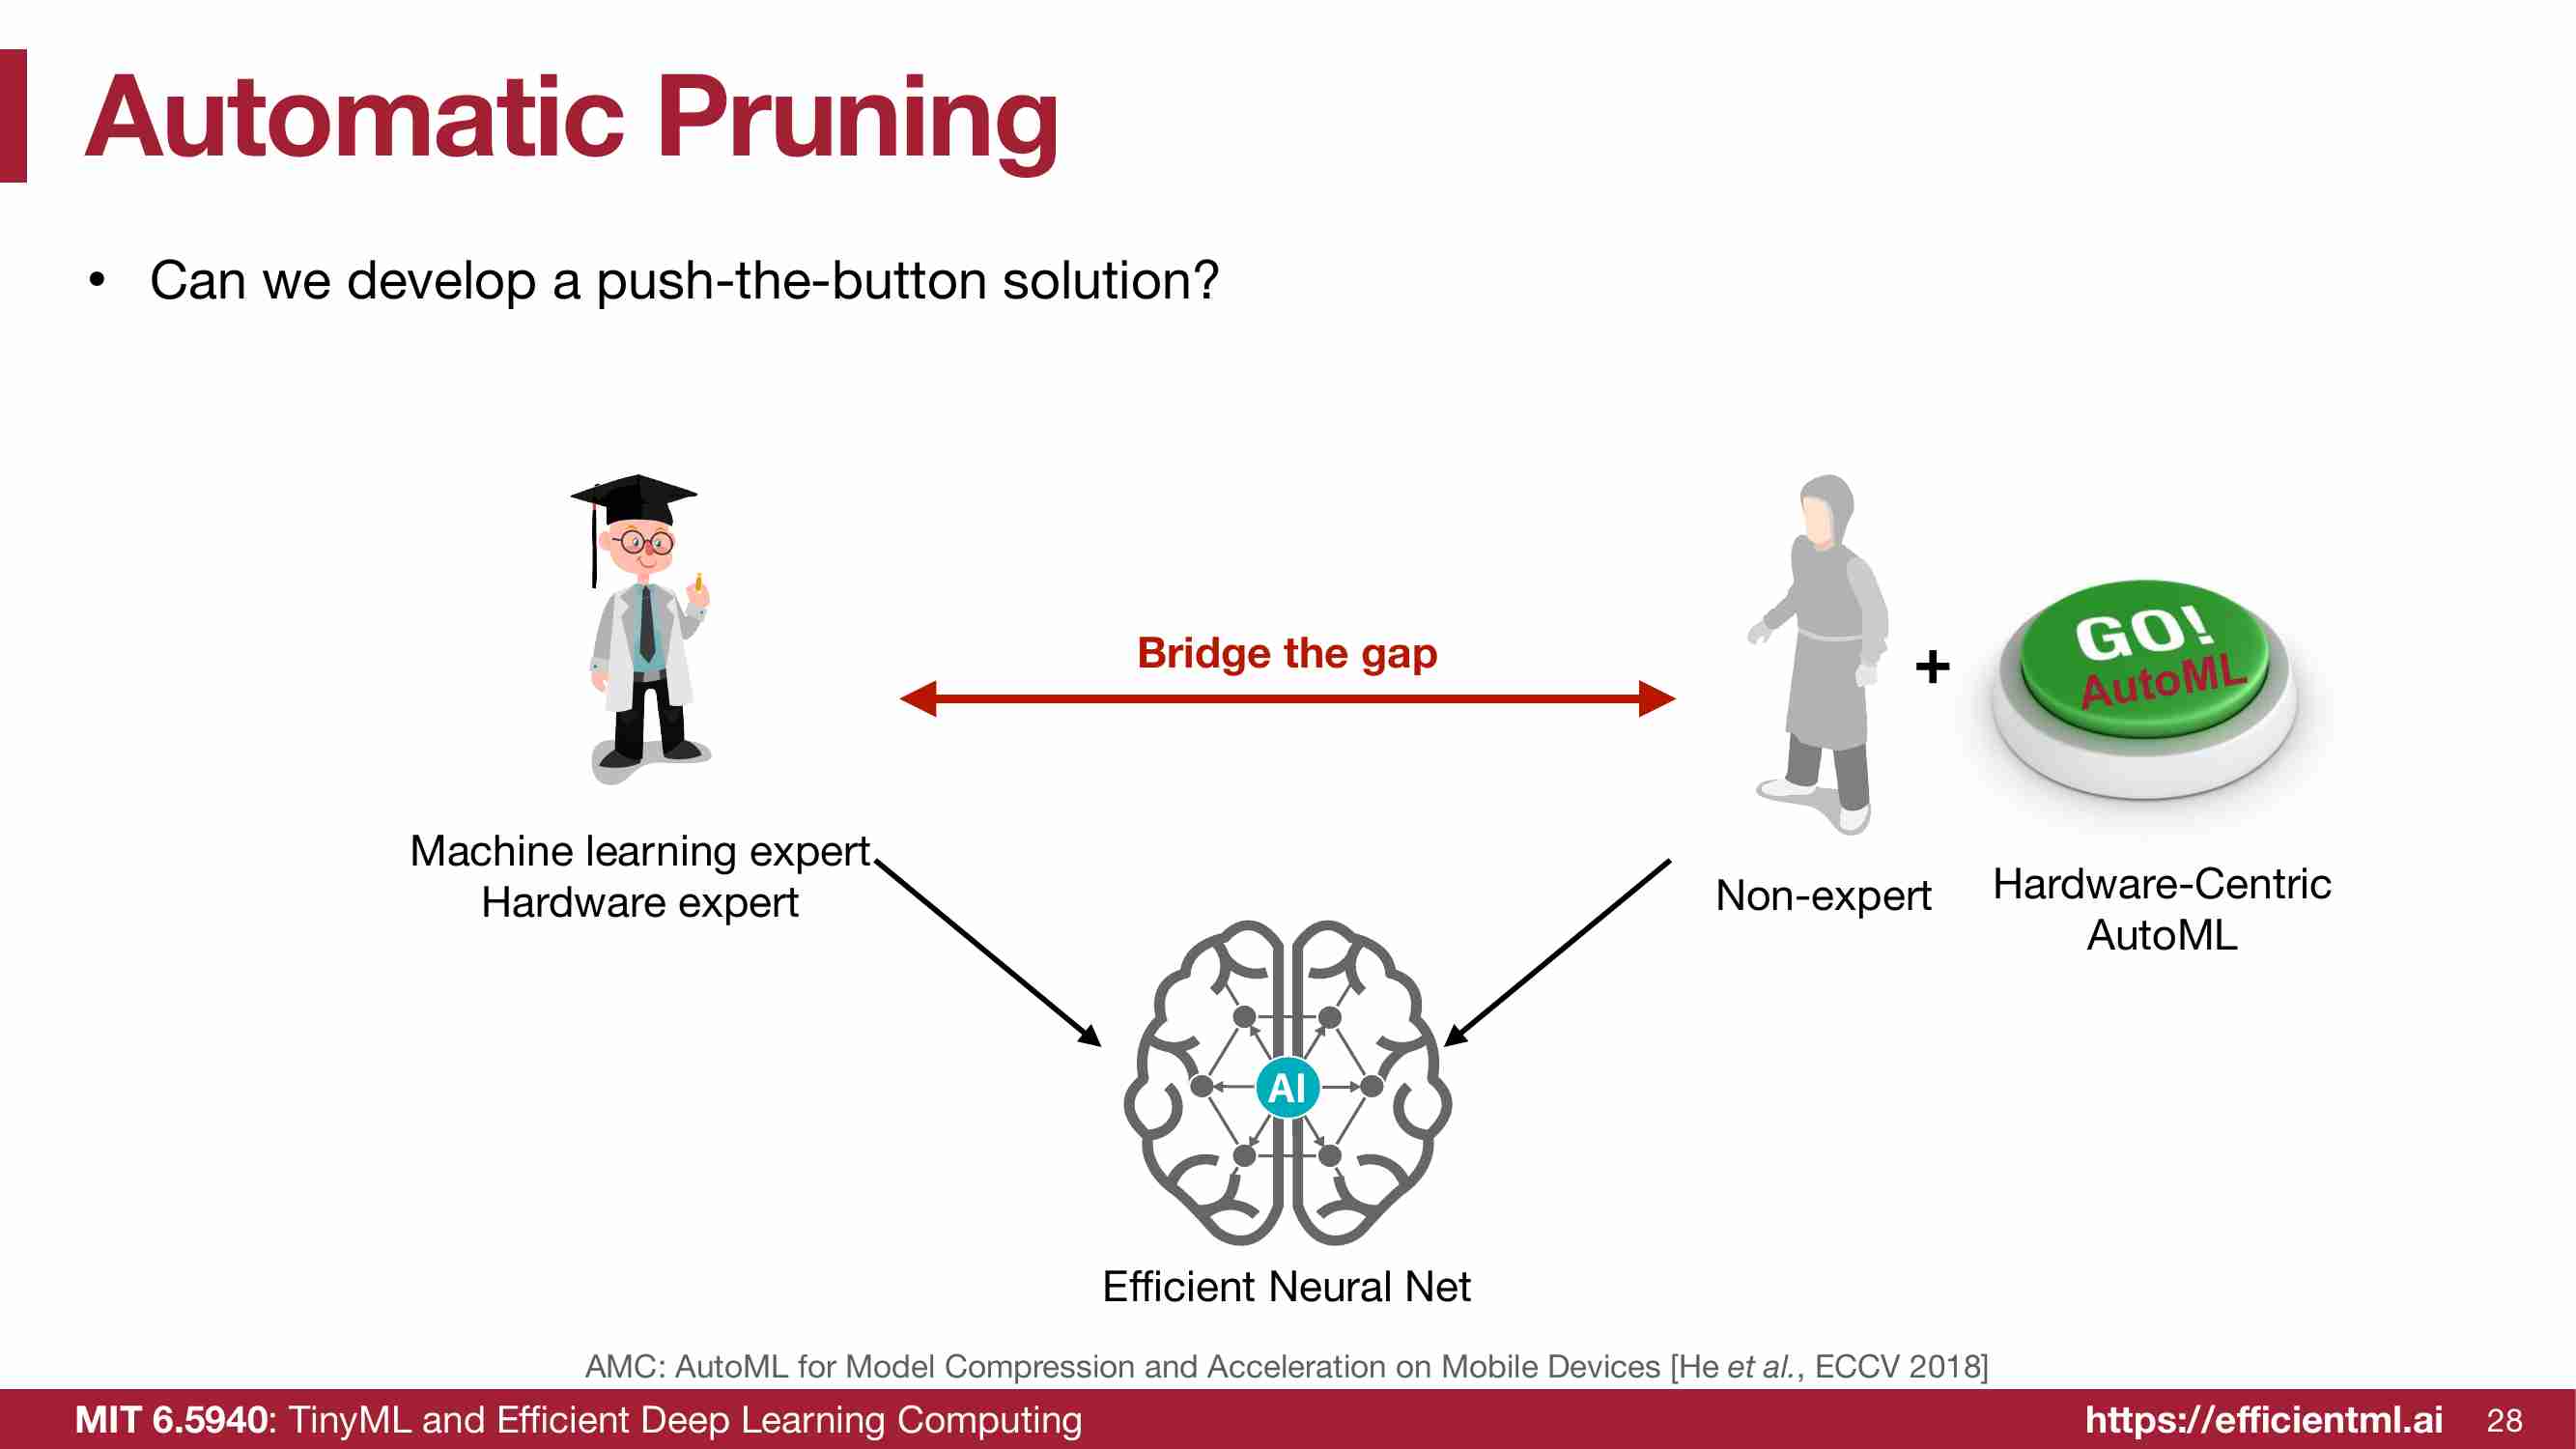 Automatic Pruning
• Can we develop a push-the-button solution?
Bridge the gap
+
GO!
AutoML
Machine learning expert
Hardware expert
Non-expert
Hardware-Centric
AutoML
AI
Efficient Neural Net
AMC: AutoML for Model Compression and Acceleration on Mobile Devices [He et al., ECCV 2018]
MIT 6.5940: TinyML and Efficient Deep Learning Computing
https://efficientml.ai 28